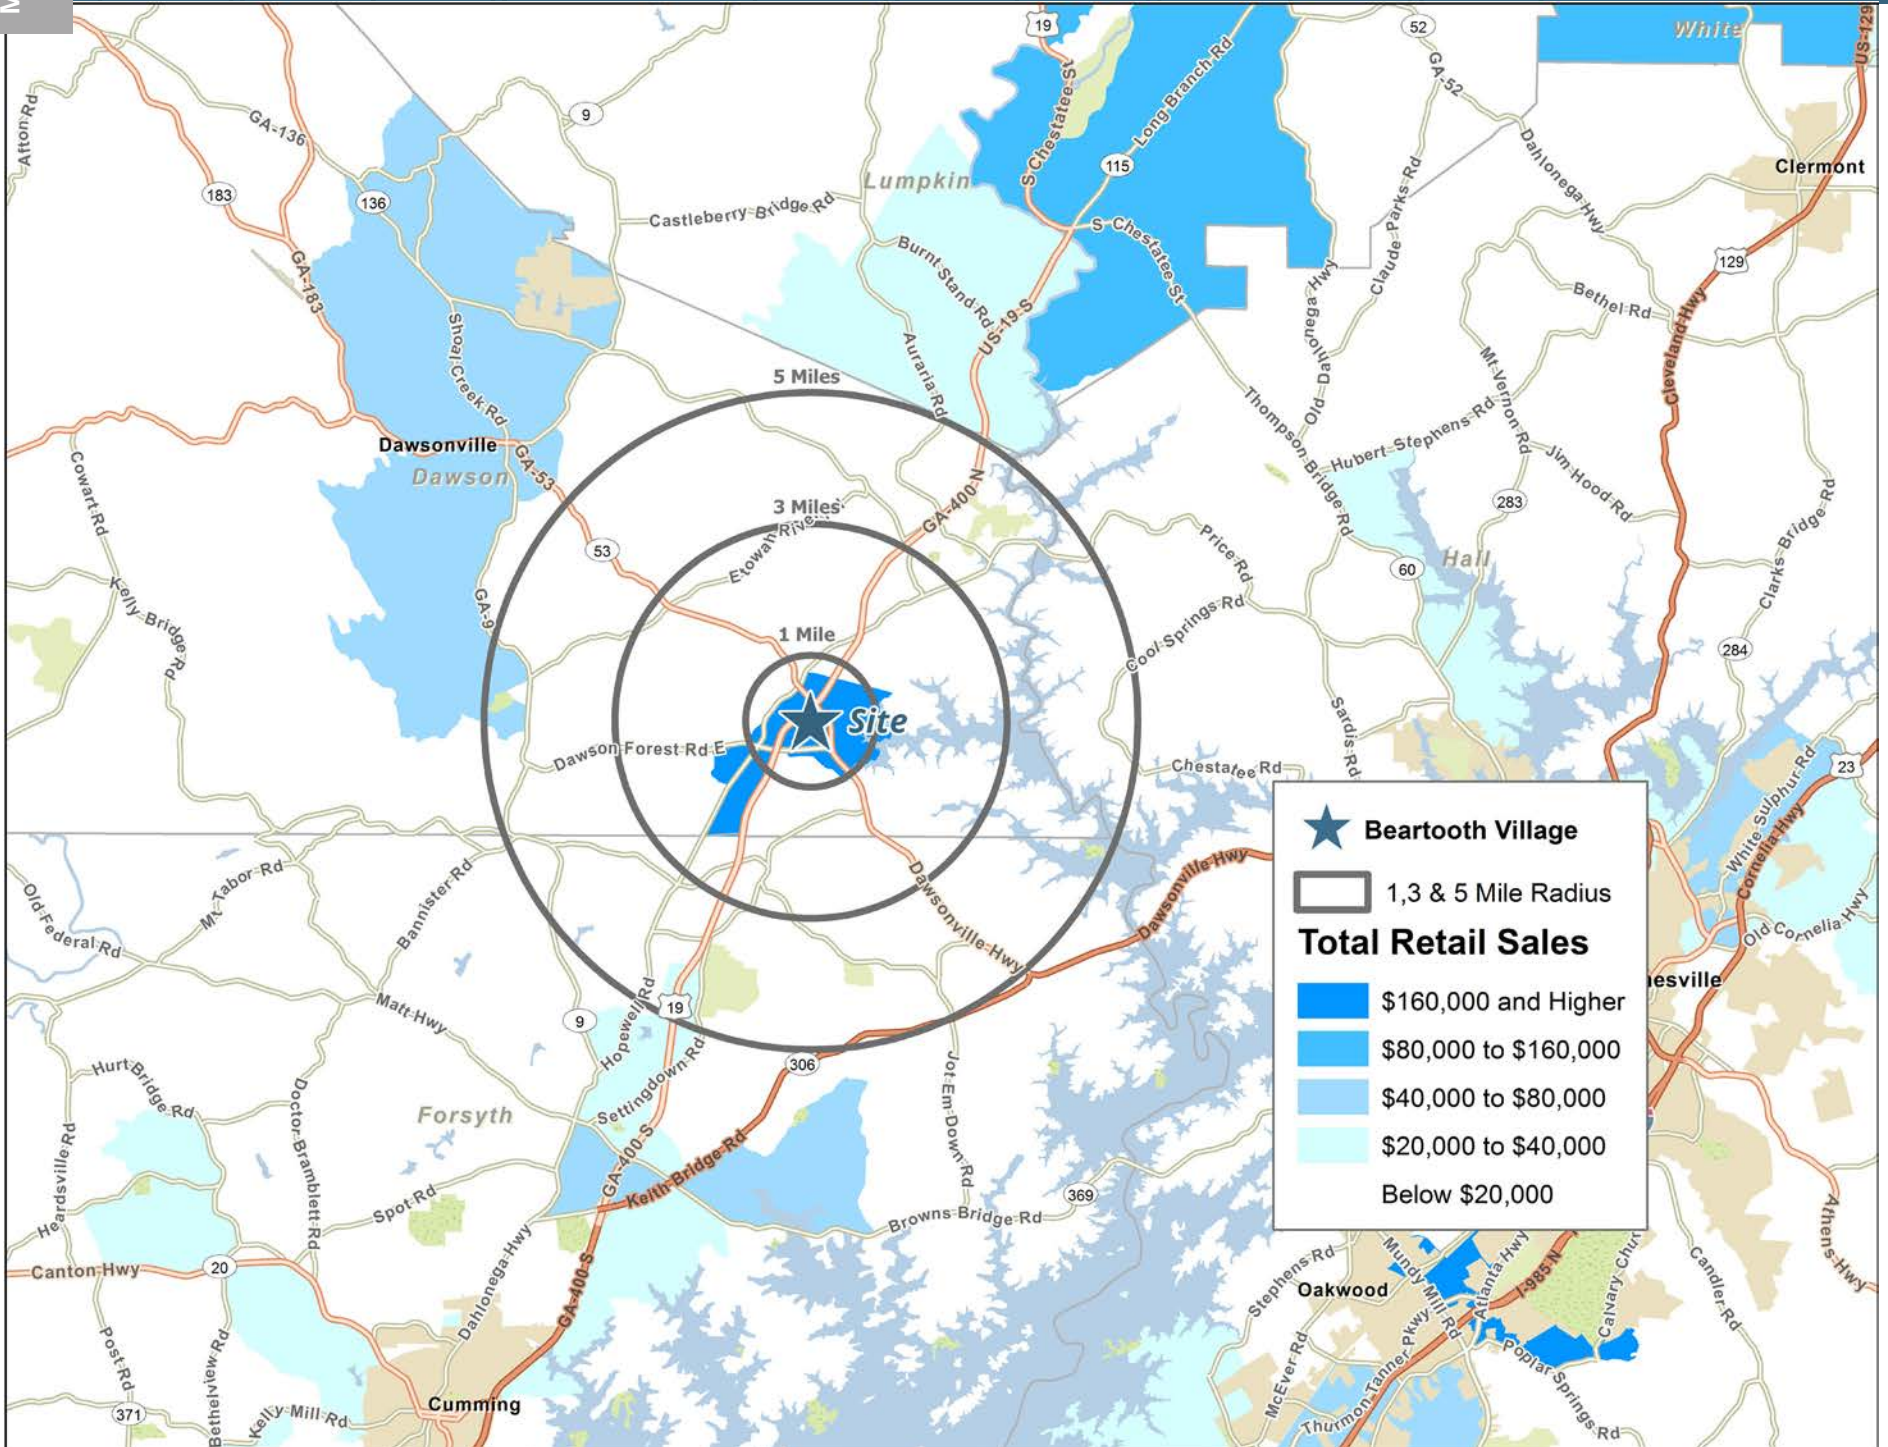 M
19
52
White
US-129
GA-52
Afton Rd
GA-136
9
S Chestatee St
Long Branch Rd
115
Dahlonega Hwy
Clermont
183
136
Lumpkin
Castleberry Bridge Rd
Claude Parks Rd
S Chestatee St
Burnt Stand Rd
129
GA-183
Old Dahlonega Hwy
Bethel Rd
Shoal Creek Rd
Auraria Rd
US-19 S
Cleveland Hwy
5 Miles
Mt Vernon Rd
Thompson Bridge Rd
Hubert Stephens Rd
Dawsonville
Dawson
GA-53
Jim Hood Rd
Cowart Rd
GA-400 N
3 Miles
283
Clarks Bridge Rd
53
Etowah River
Price Rd
Hall
60
Kelly Bridge Rd
GA-9
1 Mile
Cool Springs Rd
284
Site
Sardis Rd
Dawson Forest Rd E
Chestatee Rd
23
White Sulphur Rd
Cornelia Hwy
Beartooth Village
1,3 & 5 Mile Radius
Total Retail Sales
$160,000 and Higher
$80,000 to $160,000
$40,000 to $80,000
$20,000 to $40,000
Below $20,000
Mt Tabor Rd
Bannister Rd
Dawsonville Hwy
Dawsonville Hwy
Old Federal Rd
Old Cornelia Hwy
nesville
Matt Hwy
Hopewell Rd
19
9
306
Hurt Bridge Rd
Settingdown Rd
Jot Em Down Rd
Doctor Bramblett Rd
Forsyth
Heardsville Rd
GA-400 S
Keith Bridge Rd
Spot Rd
369
Browns Bridge Rd
Athens Hwy
Canton Hwy
20
Dahlonega Hwy
GA-400 S
Stephens Rd
Mundy Mill Rd
Atlanta Hwy
I-985 N
Calvary Chur
Candler Rd
Oakwood
Post Rd
Bethelview Rd
McEver Rd
Thurmon Tanner Pkwy
Poplar Springs Rd
371
Kelly Mill Rd
Cumming